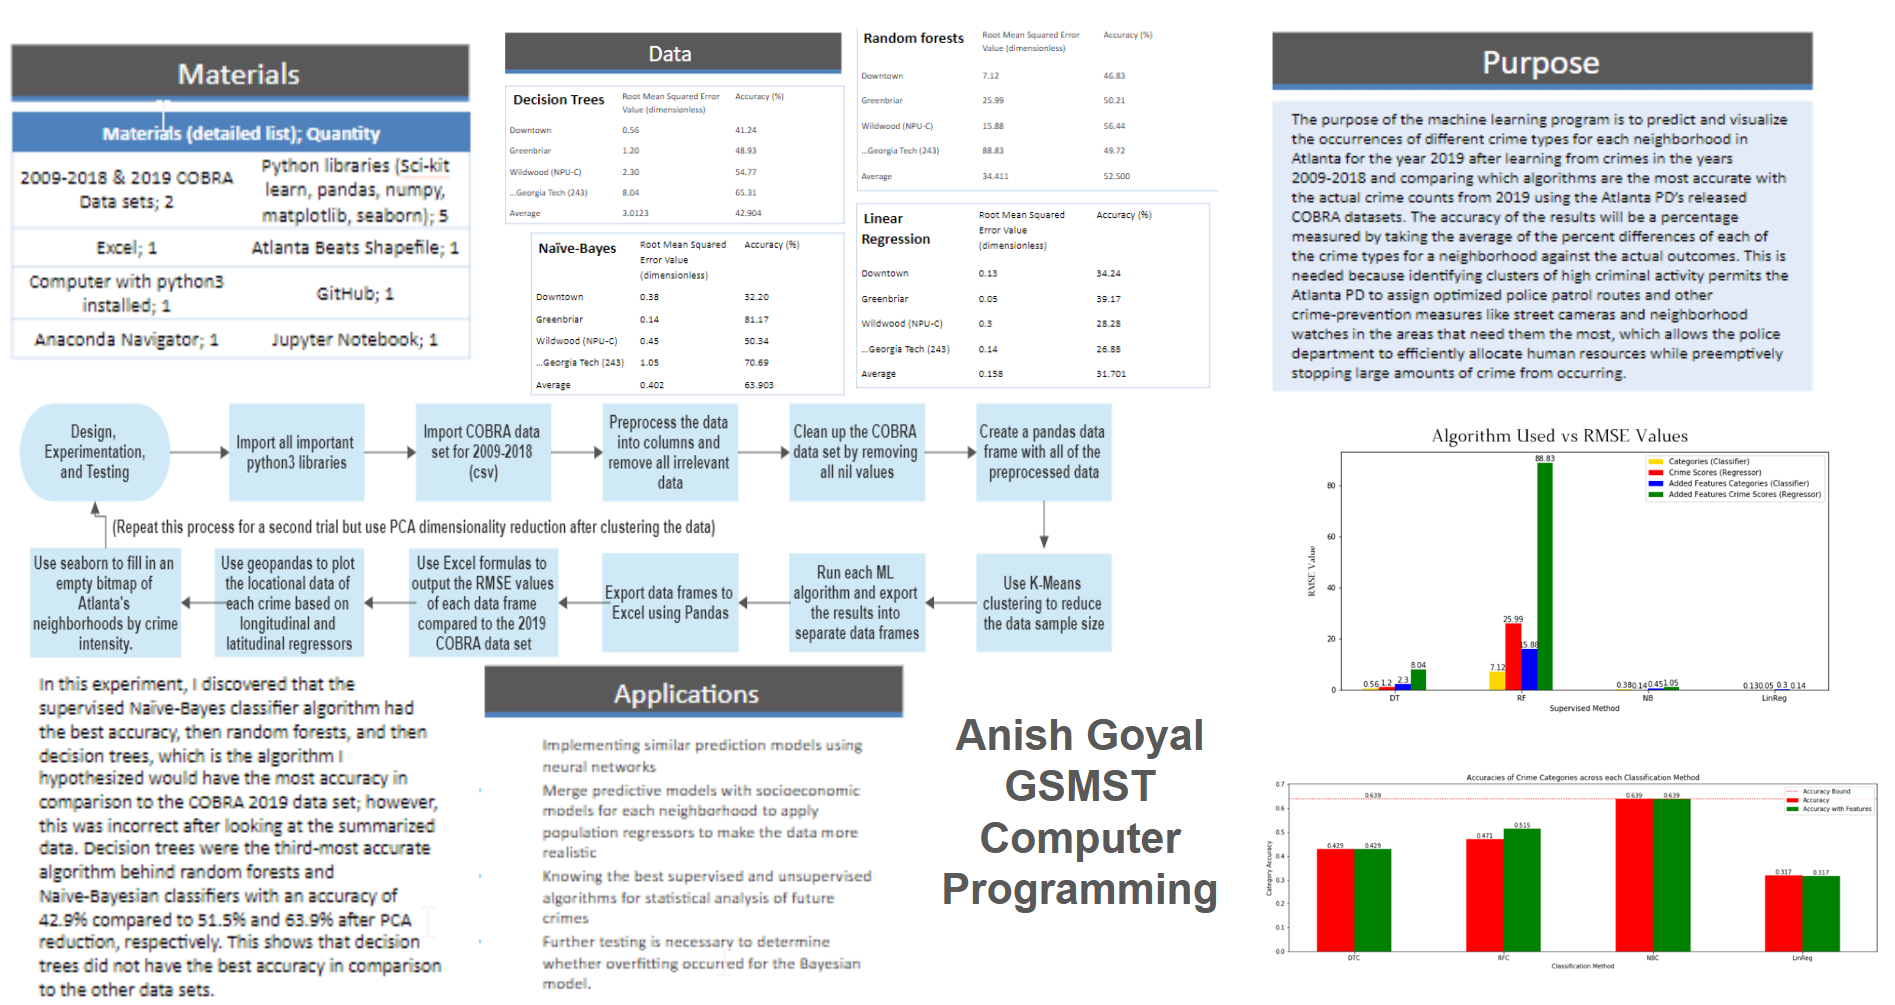 Materials
Materials (detailed list); Quantity
2009-2018 & 2019 COBRA
Data sets; 2
Python libraries (Sci-kit
learn, pandas, numpy,
matplotlib, seaborn); 5
Excel; 1
Atlanta Beats Shapefile; 1
Computer with python3
installed; 1
GitHub; 1
Anaconda Navigator; 1
Jupyter Notebook; 1
Data
Decision Trees
Root Mean Squared Error
Value (dimensionless)
Accuracy (%)
Downtown 0.56 41.24
Greenbriar 1.20 48.93
Wildwood (NPU-C) 2.30 54.77
...Georgia Tech (243) 8.04 65.31
Average 3.0123 42.904
Naïve-Bayes
Root Mean Squared
Error Value
(dimensionless)
Accuracy (%)
Downtown 0.38 32.20
Greenbriar 0.14 81.17
Wildwood (NPU-C) 0.45 50.34
...Georgia Tech (243) 1.05 70.69
Average 0.402 63.903
Random forests
Root Mean Squared Error
Value (dimensionless)
Accuracy (%)
Downtown 7.12 46.83
Greenbriar 25.99 50.21
Wildwood (NPU-C) 15.88 56.44
...Georgia Tech (243) 88.83 49.72
Average 34.411 52.500
Linear
Regression
Root Mean Squared
Error Value
(dimensionless)
Accuracy (%)
Downtown 0.13 34.24
Greenbriar 0.05 39.17
Wildwood (NPU-C) 0.3 28.28
...Georgia Tech (243) 0.14 26.88
Average 0.158 31.701
Purpose
The purpose of the machine learning program is to predict and visualize
the occurrences of different crime types for each neighborhood in
Atlanta for the year 2019 after learning from crimes in the years
2009-2018 and comparing which algorithms are the most accurate with
the actual crime counts from 2019 using the Atlanta PD's released
COBRA datasets. The accuracy of the results will be a percentage
measured by taking the average of the percent differences of each of
the crime types for a neighborhood against the actual outcomes. This is
needed because identifying clusters of high criminal activity permits the
Atlanta PD to assign optimized police patrol routes and other
crime-prevention measures like street cameras and neighborhood
watches in the areas that need them the most, which allows the police
department to efficiently allocate human resources while preemptively
stopping large amounts of crime from occurring.
Design,
Experimentation,
and Testing
Import all important
python3 libraries
Import COBRA data
set for 2009-2018
(csv)
Preprocess the data
into columns and
remove all irrelevant
data
Clean up the COBRA
data set by removing
all nil values
Create a pandas data
frame with all of the
preprocessed data
(Repeat this process for a second trial but use PCA dimensionality reduction after clustering the data)
Use K-Means
clustering to reduce
the data sample size
Run each ML
algorithm and export
the results into
separate data frames
Export data frames to
Excel using Pandas
Use Excel formulas to
output the RMSE values
of each data frame
compared to the 2019
COBRA data set
Use geopandas to plot
the locational data of
each crime based on
longitudinal and
latitudinal regressors
Use seaborn to fill in an
empty bitmap of
Atlanta's
neighborhoods by crime
intensity.
In this experiment, I discovered that the
supervised Naïve-Bayes classifier algorithm had
the best accuracy, then random forests, and then
decision trees, which is the algorithm I
hypothesized would have the most accuracy in
comparison to the COBRA 2019 data set; however,
this was incorrect after looking at the summarized
data. Decision trees were the third-most accurate
algorithm behind random forests and
Naïve-Bayesian classifiers with an accuracy of
42.9% compared to 51.5% and 63.9% after PCA
reduction, respectively. This shows that decision
trees did not have the best accuracy in comparison
to the other data sets.
Applications
Implementing similar prediction models using
neural networks
Merge predictive models with socioeconomic
models for each neighborhood to apply
population regressors to make the data more
realistic
Knowing the best supervised and unsupervised
algorithms for statistical analysis of future
crimes
Further testing is necessary to determine
whether overfitting occurred for the Bayesian
model.
Anish Goyal
GSMST
Computer
Programming
Algorithm Used vs RMSE Values
Categories (Classifier)
Crime Scores (Regressor)
Added Features Categories (Classifier)
Added Features Crime Scores (Regressor)
RMSE Value
80
60
40
20
0
0.56 1.2 2.3 8.04
7.12 25.99 15.88 88.83
0.38 0.14 0.45 1.05
0.13 0.05 0.3 0.14
DT RF NB LinReg
Supervised Method
Accuracies of Crime Categories across each Classification Method
Accuracy Bound
Accuracy
Accuracy with Features
Category Accuracy
0.7
0.6
0.5
0.4
0.3
0.2
0.1
0.0
0.639
0.429 0.429
0.471 0.515
0.639 0.639
0.317 0.317
DTC RFC NBC LinReg
Classification Method